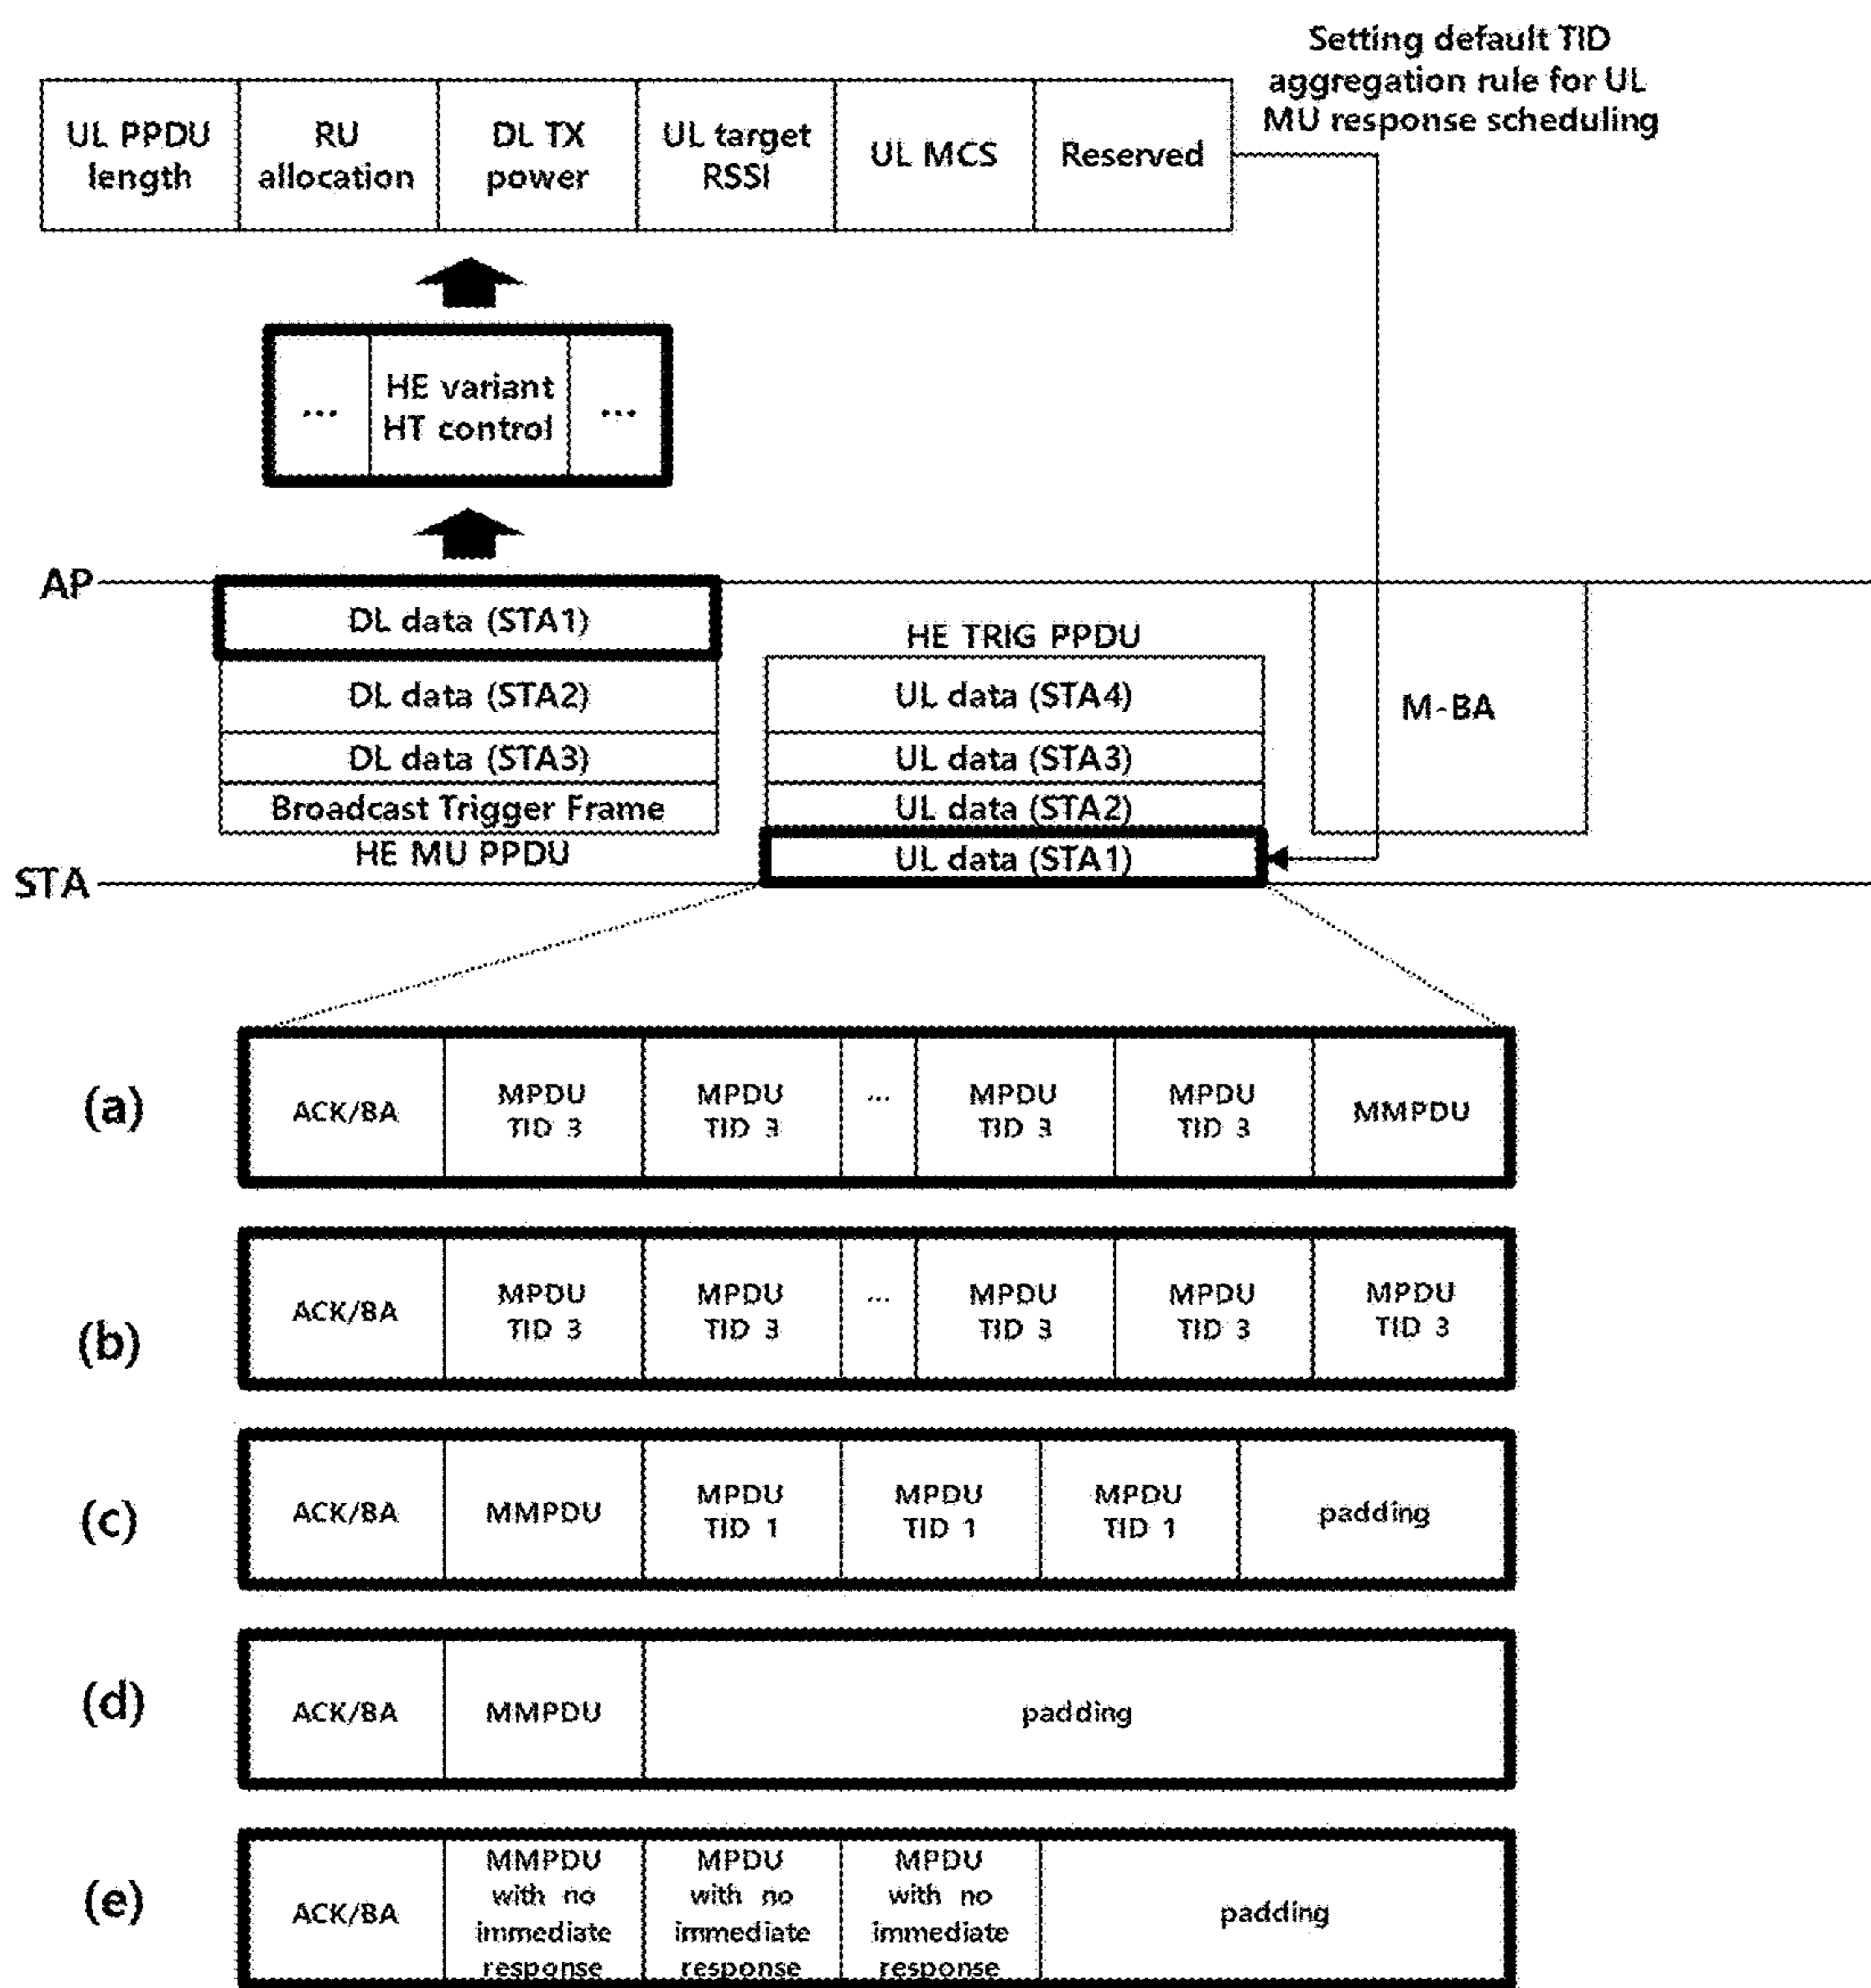 Setting default TID
aggregation rule for UL
MU response scheduling
UL PPDU
length
RU
allocation
DL TX
power
UL target
RSSI
UL MCS
Reserved
...
HE variant
HT control
...
AP
DL data (STA1)
DL data (STA2)
DL data (STA3)
Broadcast Trigger Frame
HE MU PPDU
HE TRIG PPDU
UL data (STA4)
UL data (STA3)
UL data (STA2)
UL data (STA1)
M-BA
STA
(a)
ACK/BA
MPDU
TID 3
MPDU
TID 3
...
MPDU
TID 3
MPDU
TID 3
MMPDU
(b)
ACK/BA
MPDU
TID 3
MPDU
TID 3
...
MPDU
TID 3
MPDU
TID 3
MPDU
TID 3
(c)
ACK/BA
MMPDU
MPDU
TID 1
MPDU
TID 1
MPDU
TID 1
padding
(d)
ACK/BA
MMPDU
padding
(e)
ACK/BA
MMPDU
with no
immediate
response
MPDU
with no
immediate
response
MPDU
with no
immediate
response
padding